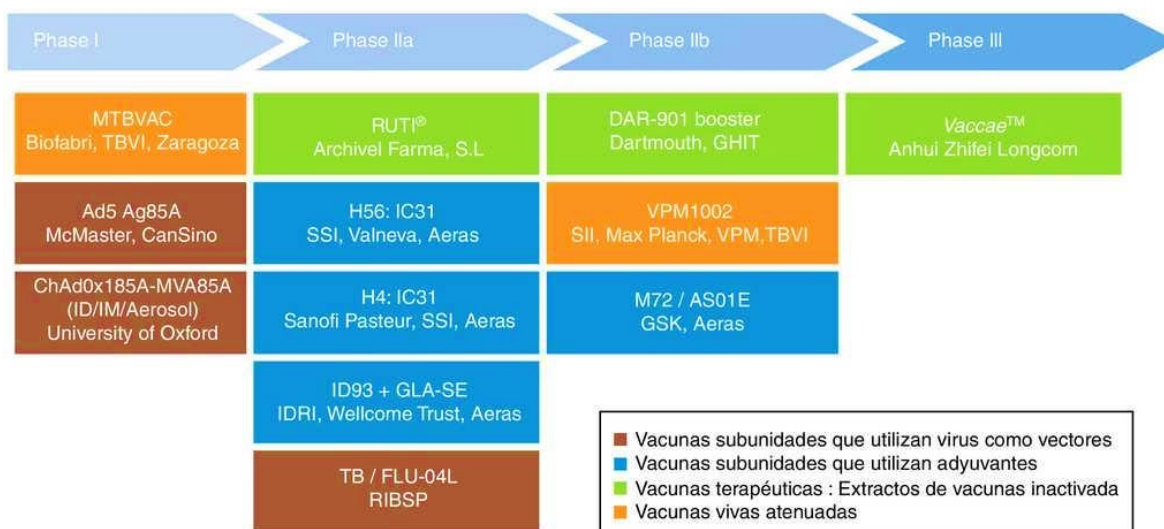 Phase I
Phase IIa
Phase IIb
Phase III
MTBVAC
Biofabri, TBVI, Zaragoza
RUTI®
Archivel Farma, S.L
DAR-901 booster
Dartmouth, GHIT
Vaccae™
Anhui Zhifei Longcom
Ad5 Ag85A
McMaster, CanSino
H56: IC31
SSI, Valneva, Aeras
VPM1002
SII, Max Planck, VPM,TBVI
ChAd0x185A-MVA85A
(ID/IM/Aerosol)
University of Oxford
H4: IC31
Sanofi Pasteur, SSI, Aeras
M72 / AS01E
GSK, Aeras
ID93 + GLA-SE
IDRI, Wellcome Trust, Aeras
TB / FLU-04L
RIBSP
Vacunas subunidades que utilizan virus como vectores
Vacunas subunidades que utilizan adyuvantes
Vacunas terapéuticas : Extractos de vacunas inactivada
Vacunas vivas atenuadas